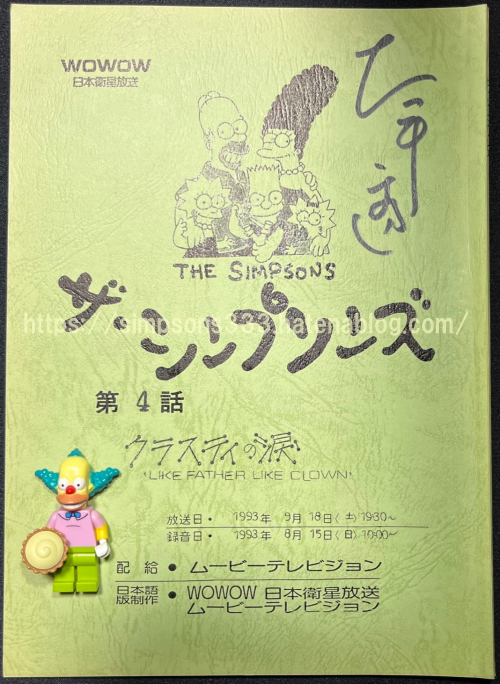 WOWOW
日本衛星放送
THE SIMPSONS
ザ・シンプソンズ
https://simpsons333.hatenablog.com/
第4話
クラスティの涙
"LIKE FATHER LIKE CLOWN"
放送日・1993年 9月18日(土)19:30~
録音日・1993年 8月15日(日)10:00~
配給・ムービーテレビジョン
日本語版制作・WOWOW 日本衛星放送
ムービーテレビジョン